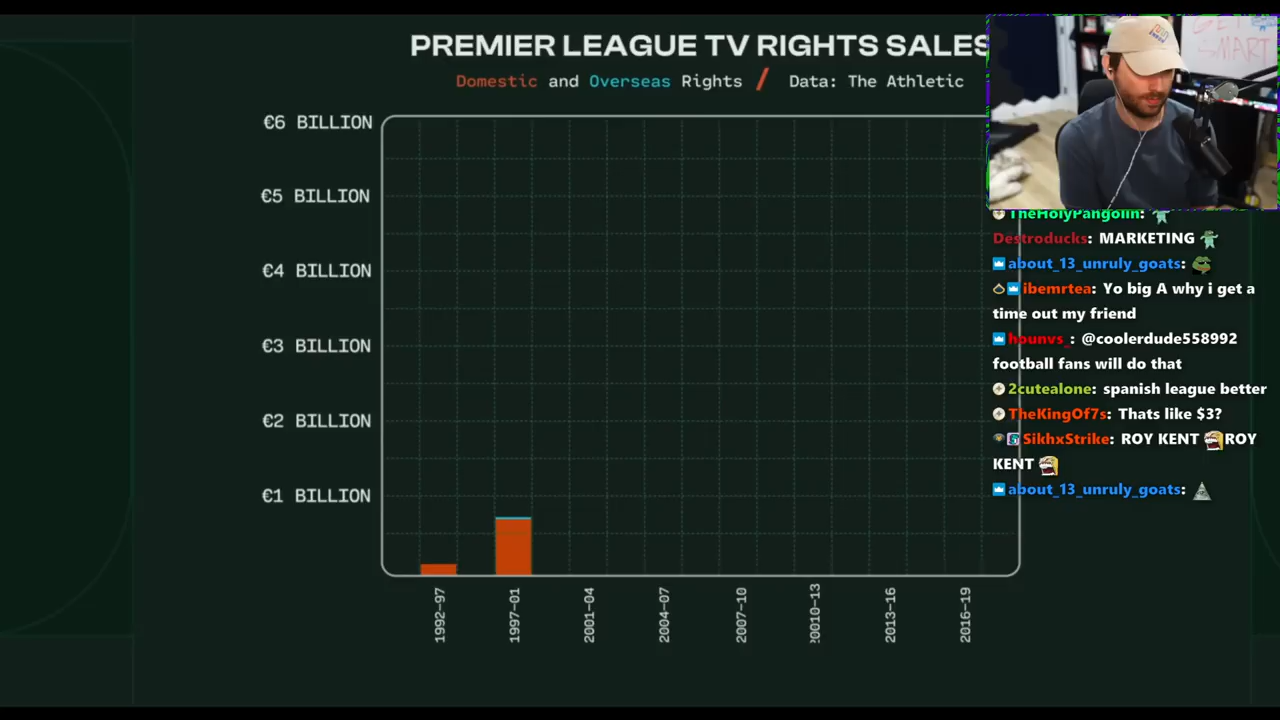 PREMIER LEAGUE TV RIGHTS SALES
Domestic and Overseas Rights / Data: The Athletic
€6 BILLION
€5 BILLION
€4 BILLION
€3 BILLION
€2 BILLION
€1 BILLION
1992-97
1997-01
2001-04
2004-07
2007-10
20010-13
2013-16
2016-19
SMART
TheHolyPangolin:
Destroducks: MARKETING
about_13_unruly_goats:
ibemrtea: Yo big A why i get a
time out my friend
hounvs_: @coolerdude558992
football fans will do that
2cutealone: spanish league better
TheKingOf7s: Thats like $3?
SikhxStrike: ROY KENT ROY
KENT
about_13_unruly_goats: